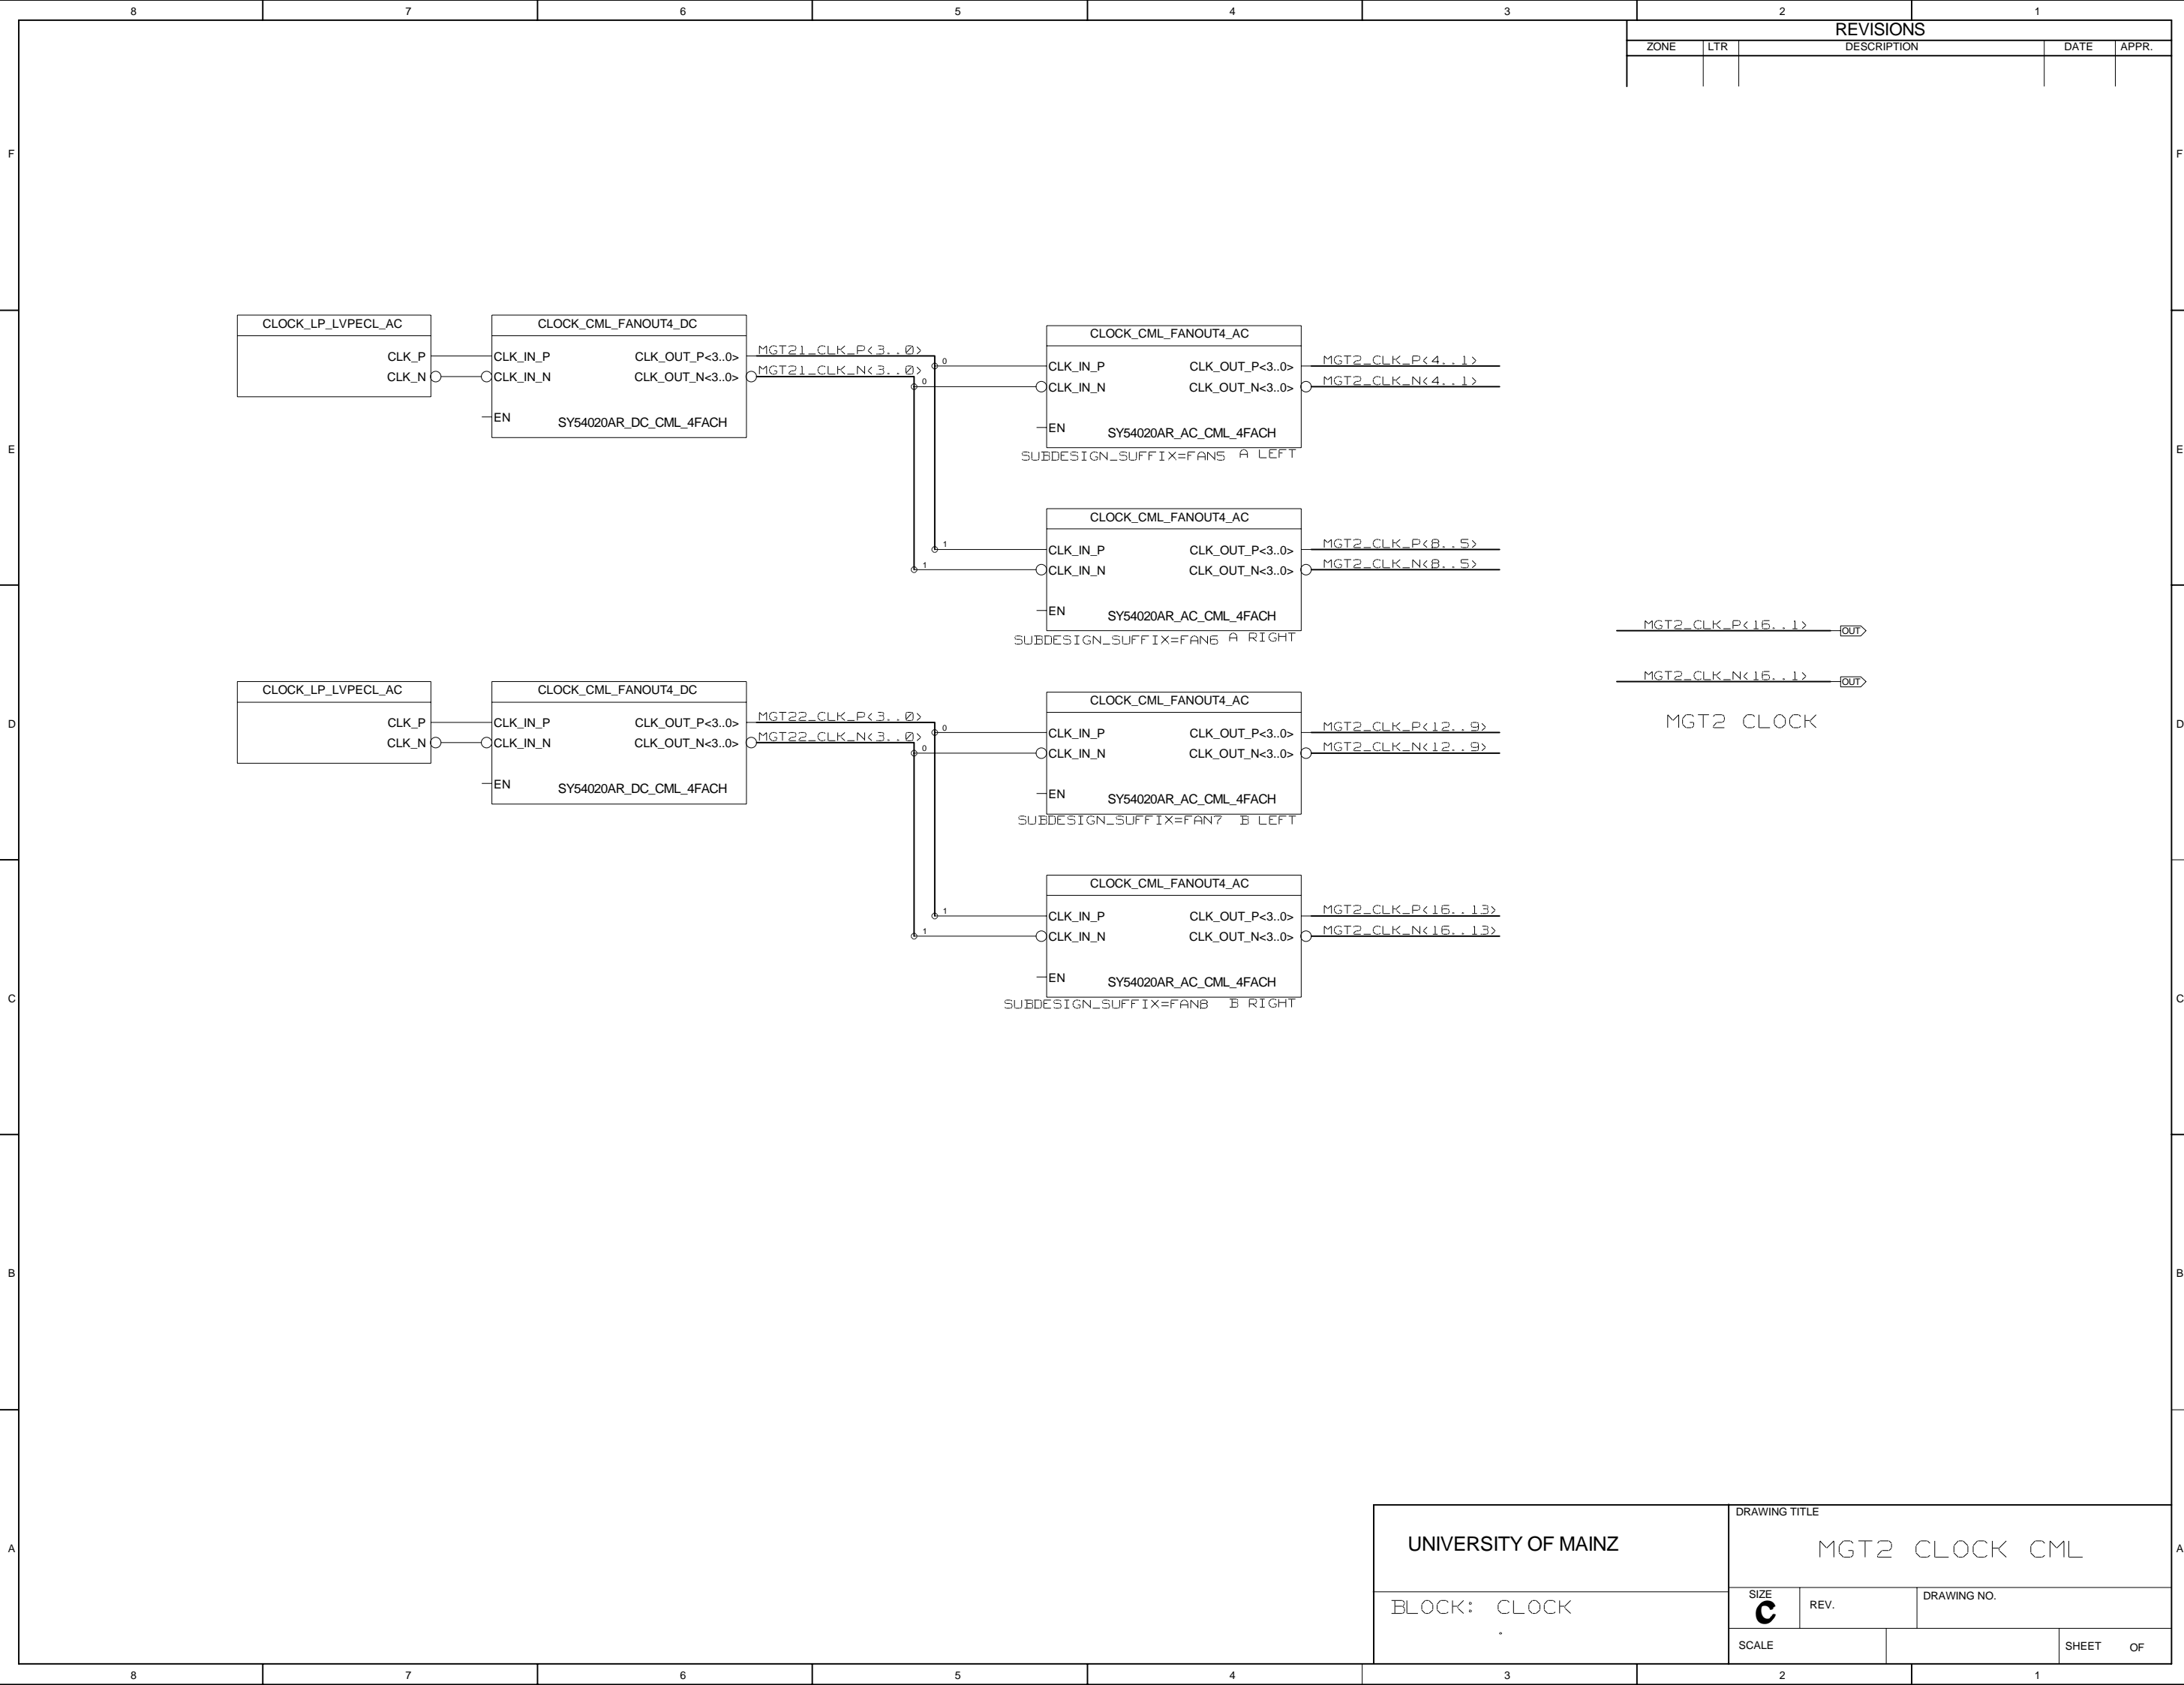 8 7 6 5 4 3 2 1
REVISIONS
ZONE LTR DESCRIPTION DATE APPR.
F F
CLOCK_LP_LVPECL_AC
CLK_P
CLK_N
CLOCK_CML_FANOUT4_DC
CLK_IN_P CLK_OUT_P<3..0>
CLK_IN_N CLK_OUT_N<3..0>
EN
SY54020AR_DC_CML_4FACH
MGT21_CLK_P<3..0>
MGT21_CLK_N<3..0>
0
0
CLOCK_CML_FANOUT4_AC
CLK_IN_P CLK_OUT_P<3..0>
CLK_IN_N CLK_OUT_N<3..0>
EN
SY54020AR_AC_CML_4FACH
MGT2_CLK_P<4..1>
MGT2_CLK_N<4..1>
SUBDESIGN_SUFFIX=FAN5 A LEFT
E E
1
1
CLOCK_CML_FANOUT4_AC
CLK_IN_P CLK_OUT_P<3..0>
CLK_IN_N CLK_OUT_N<3..0>
EN
SY54020AR_AC_CML_4FACH
MGT2_CLK_P<8..5>
MGT2_CLK_N<8..5>
SUBDESIGN_SUFFIX=FAN6 A RIGHT
MGT2_CLK_P<16..1> OUT
MGT2_CLK_N<16..1> OUT
MGT2 CLOCK
CLOCK_LP_LVPECL_AC
CLK_P
CLK_N
CLOCK_CML_FANOUT4_DC
CLK_IN_P CLK_OUT_P<3..0>
CLK_IN_N CLK_OUT_N<3..0>
EN
SY54020AR_DC_CML_4FACH
MGT22_CLK_P<3..0>
MGT22_CLK_N<3..0>
0
0
CLOCK_CML_FANOUT4_AC
CLK_IN_P CLK_OUT_P<3..0>
CLK_IN_N CLK_OUT_N<3..0>
EN
SY54020AR_AC_CML_4FACH
MGT2_CLK_P<12..9>
MGT2_CLK_N<12..9>
SUBDESIGN_SUFFIX=FAN7 B LEFT
D D
1
1
CLOCK_CML_FANOUT4_AC
CLK_IN_P CLK_OUT_P<3..0>
CLK_IN_N CLK_OUT_N<3..0>
EN
SY54020AR_AC_CML_4FACH
MGT2_CLK_P<16..13>
MGT2_CLK_N<16..13>
SUBDESIGN_SUFFIX=FAN8 B RIGHT
C C
B B
A A
UNIVERSITY OF MAINZ
BLOCK: CLOCK
DRAWING TITLE
MGT2 CLOCK CML
SIZE
C
REV.
DRAWING NO.
SCALE
SHEET OF
8 7 6 5 4 3 2 1